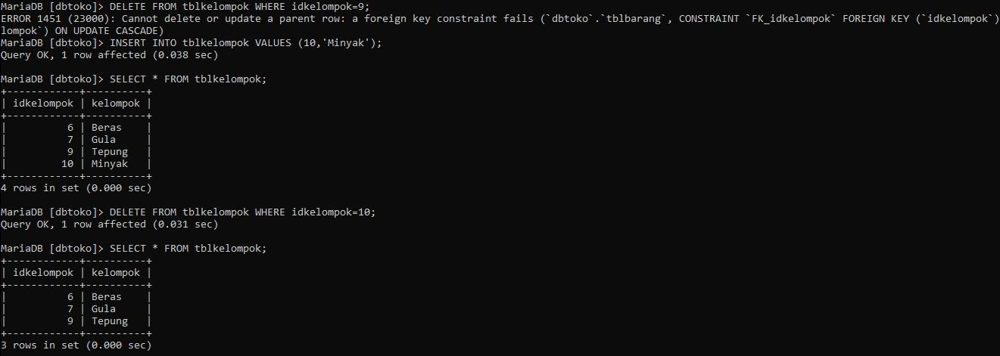 MariaDB [dbtoko]> DELETE FROM tblkelompok WHERE idkelompok=9;
ERROR 1451 (23000): Cannot delete or update a parent row: a foreign key constraint fails (`dbtoko`.`tblbarang`, CONSTRAINT `FK_idkelompok` FOREIGN KEY (`idkelompok`)
lompok`) ON UPDATE CASCADE)
MariaDB [dbtoko]> INSERT INTO tblkelompok VALUES (10,'Minyak');
Query OK, 1 row affected (0.038 sec)

MariaDB [dbtoko]> SELECT * FROM tblkelompok;
+------------+----------+
| idkelompok | kelompok |
+------------+----------+
|          6 | Beras    |
|          7 | Gula     |
|          9 | Tepung   |
|         10 | Minyak   |
+------------+----------+
4 rows in set (0.000 sec)

MariaDB [dbtoko]> DELETE FROM tblkelompok WHERE idkelompok=10;
Query OK, 1 row affected (0.031 sec)

MariaDB [dbtoko]> SELECT * FROM tblkelompok;
+------------+----------+
| idkelompok | kelompok |
+------------+----------+
|          6 | Beras    |
|          7 | Gula     |
|          9 | Tepung   |
+------------+----------+
3 rows in set (0.000 sec)